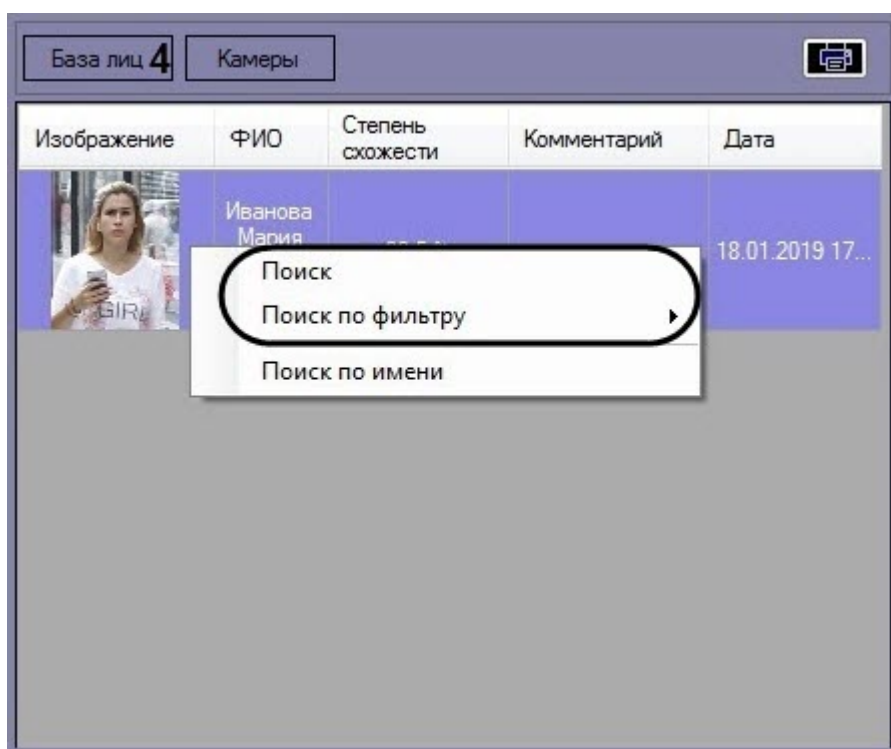 База лиц 4 Камеры
Изображение ФИО Степень схожести Комментарий Дата
Иванова
Мария
18.01.2019 17...
GIRL
Поиск
Поиск по фильтру
Поиск по имени